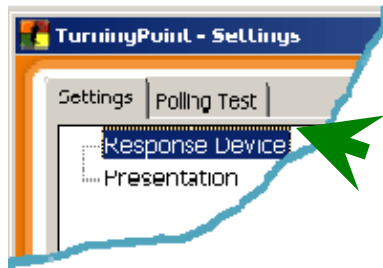 TurningPoint - Settings
Settings Polling Test
Response Device
Presentation